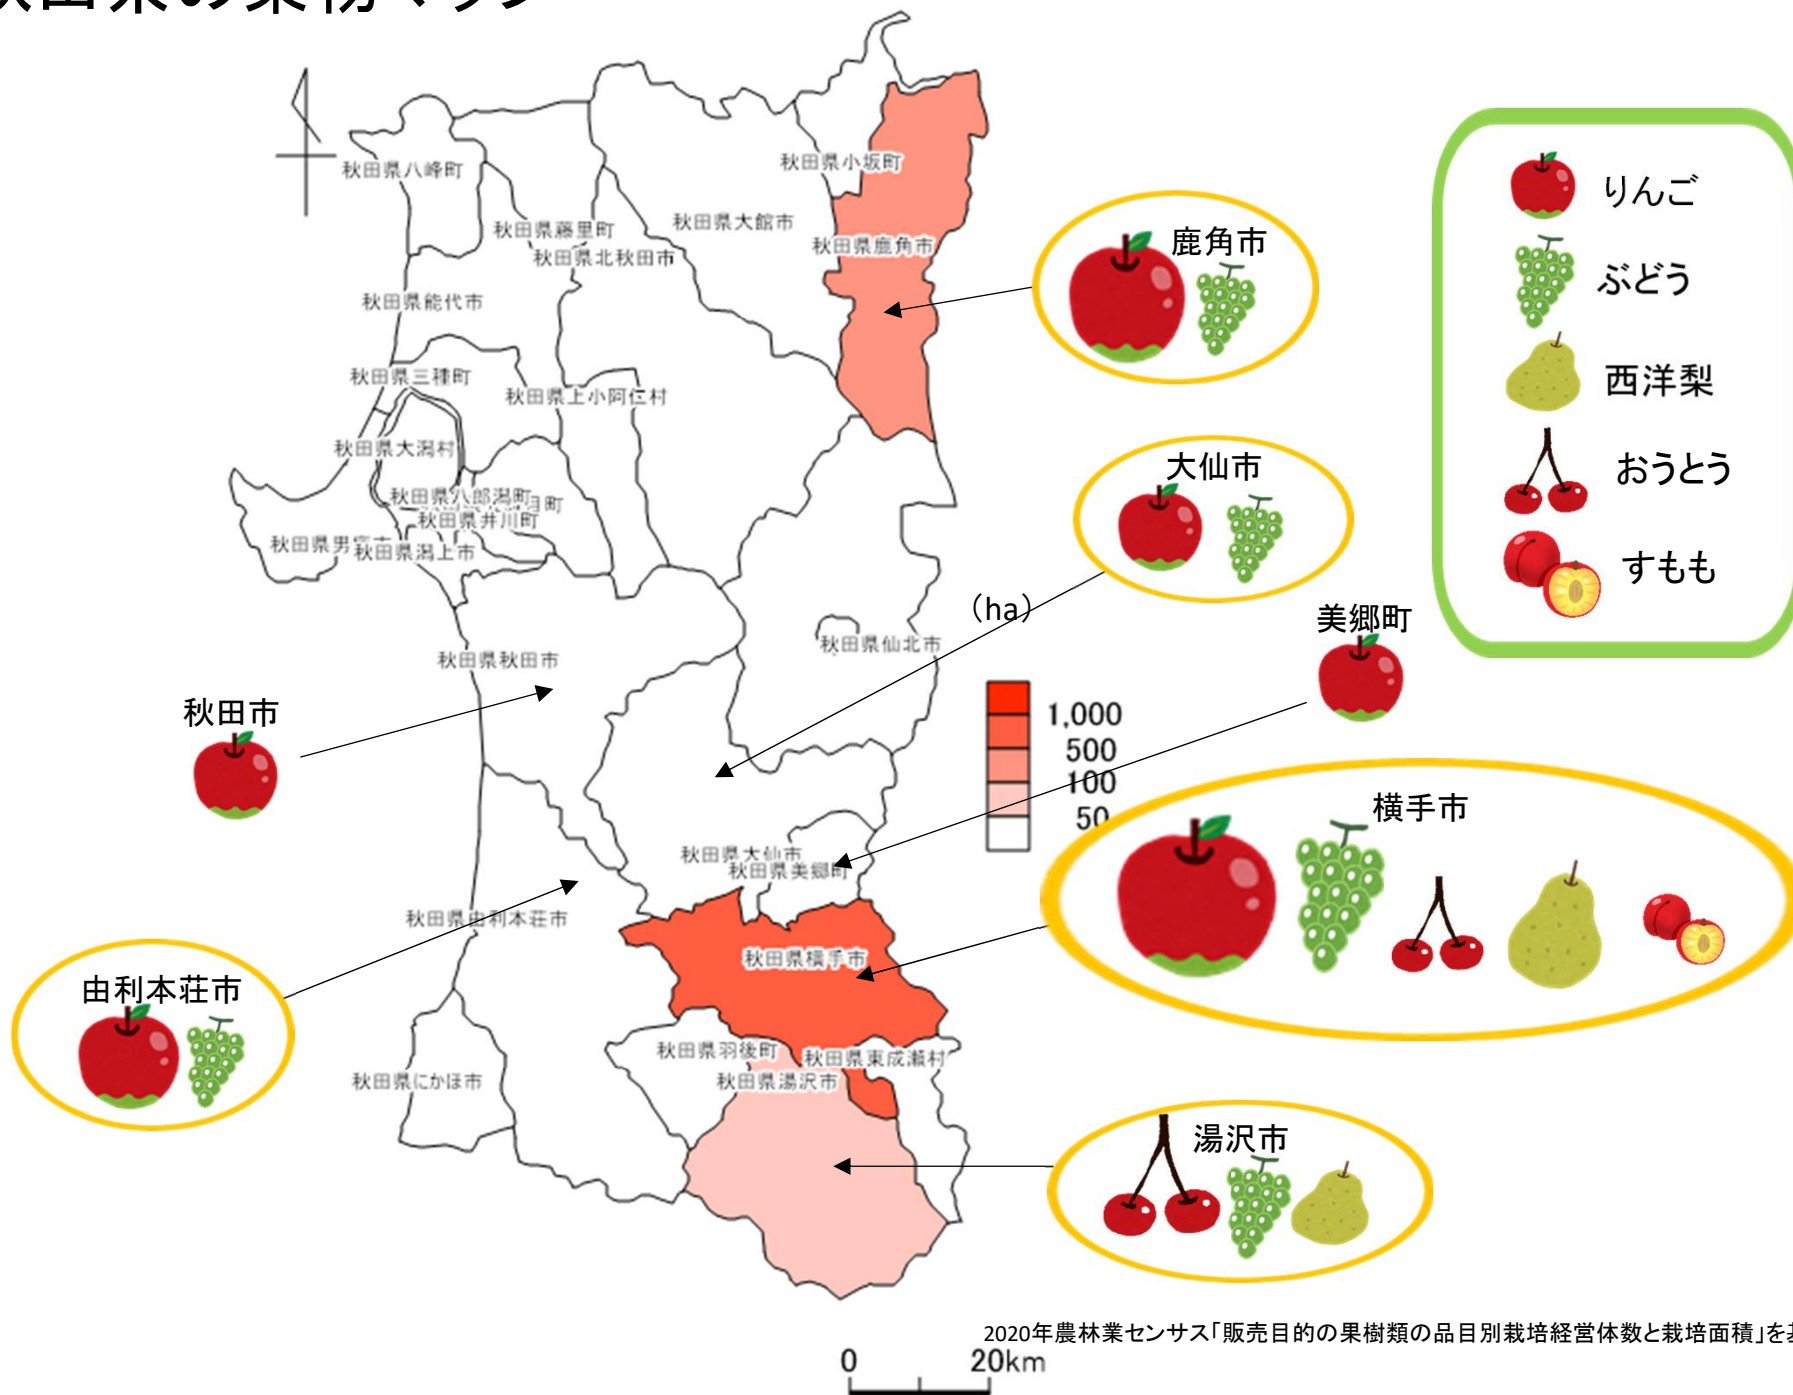 秋田県の果物マップ
秋田県八峰町
秋田県小坂町
秋田県藤里町
秋田県大館市
秋田県北秋田市
秋田県鹿角市
秋田県能代市
秋田県三種町
秋田県上小阿仁村
秋田県大潟村
秋田県八郎潟町
目町
秋田県井川町
秋田県男
秋田県潟上市
秋田県秋田市
秋田県仙北市
秋田県大仙市
秋田県美郷町
秋田県由利本荘市
秋田県横手市
秋田県羽後町
秋田県東成瀬村
秋田県湯沢市
秋田県にかほ市
鹿角市
大仙市
(ha)
美郷町
秋田市
横手市
由利本荘市
湯沢市
1,000
500
100
50
りんご
ぶどう
西洋梨
おうとう
すもも
2020年農林業センサス「販売目的の果樹類の品目別栽培経営体数と栽培面積」を
0 20km